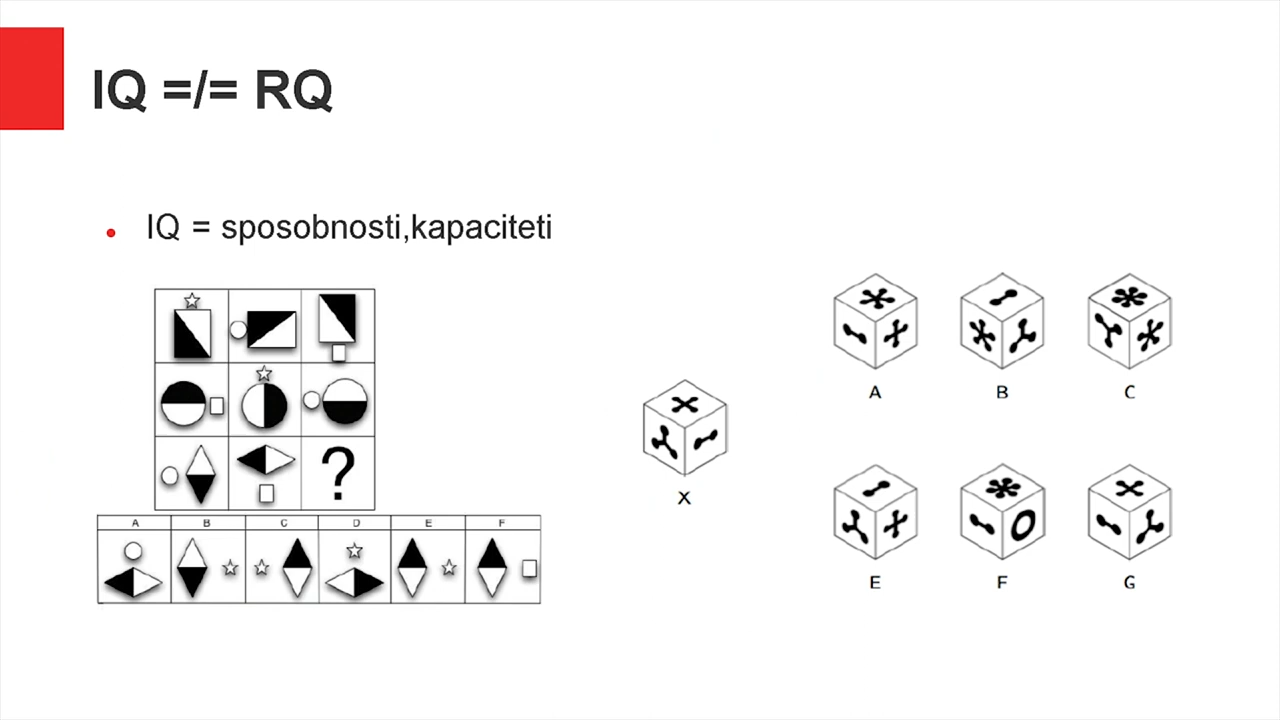 IQ =/= RQ
IQ = sposobnosti,kapaciteti
?
A B C D E F
X
A B C
E F G